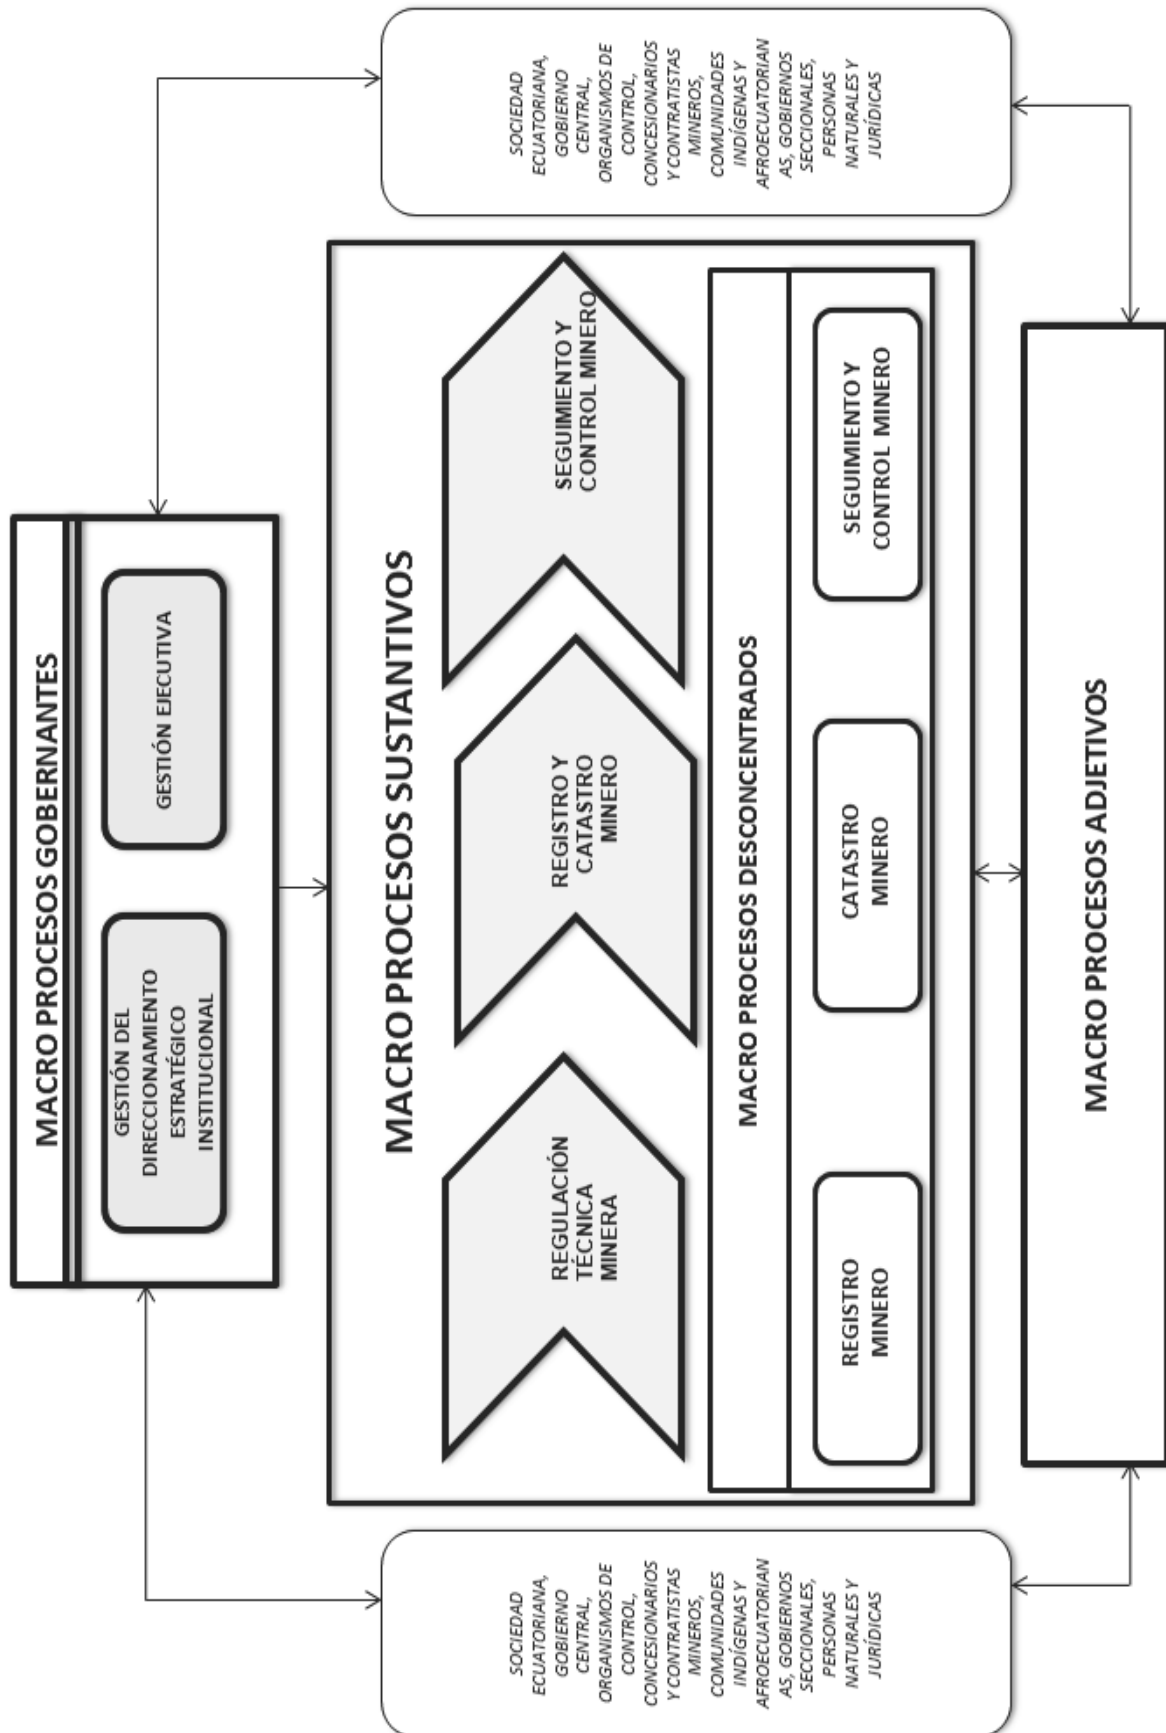 MACRO PROCESOS GOBERNANTES
GESTIÓN DEL
DIRECCIONAMIENTO
ESTRATÉGICO
INSTITUCIONAL
GESTIÓN EJECUTIVA
SOCIEDAD
ECUATORIANA,
GOBIERNO
CENTRAL,
ORGANISMOS DE
CONTROL,
CONCESIONARIOS
Y CONTRATISTAS
MINEROS,
COMUNIDADES
INDÍGENAS Y
AFROECUATORIAN
AS, GOBIERNOS
SECCIONALES,
PERSONAS
NATURALES Y
JURÍDICAS
MACRO PROCESOS SUSTANTIVOS
REGULACIÓN
TÉCNICA
MINERA
REGISTRO Y
CATASTRO
MINERO
SEGUIMIENTO Y
CONTROL MINERO
MACRO PROCESOS DESCONCENTRADOS
REGISTRO
MINERO
CATASTRO
MINERO
SEGUIMIENTO Y
CONTROL MINERO
SOCIEDAD
ECUATORIANA,
GOBIERNO
CENTRAL,
ORGANISMOS DE
CONTROL,
CONCESIONARIOS
Y CONTRATISTAS
MINEROS,
COMUNIDADES
INDÍGENAS Y
AFROECUATORIAN
AS, GOBIERNOS
SECCIONALES,
PERSONAS
NATURALES Y
JURÍDICAS
MACRO PROCESOS ADJETIVOS